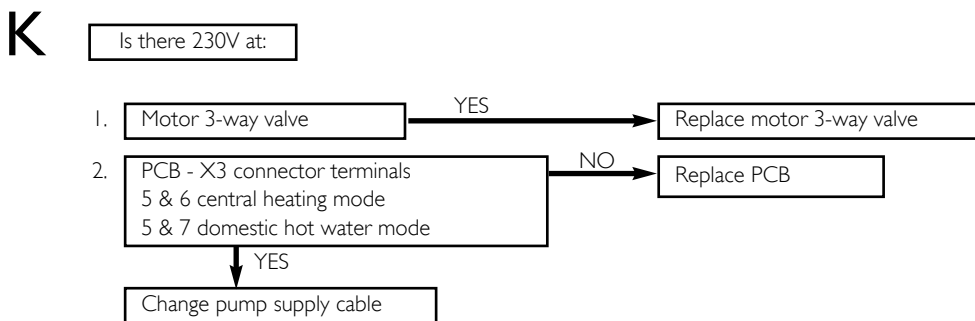 K
Is there 230V at:
1. Motor 3-way valve
YES
Replace motor 3-way valve
2. PCB - X3 connector terminals
5 & 6 central heating mode
5 & 7 domestic hot water mode
NO
Replace PCB
YES
Change pump supply cable